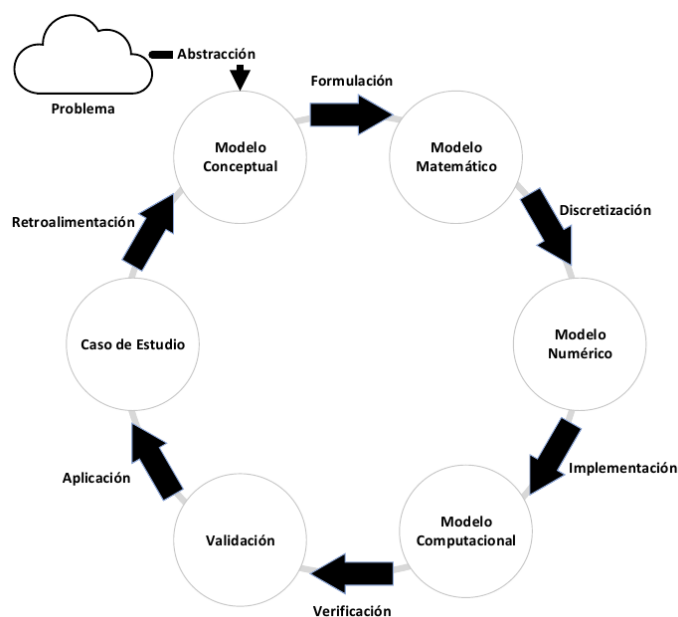 Abstracción
Problema
Formulación
Modelo
Conceptual
Modelo
Matemático
Discretización
Retroalimentación
Modelo
Numérico
Caso de Estudio
Implementación
Aplicación
Modelo
Computacional
Validación
Verificación